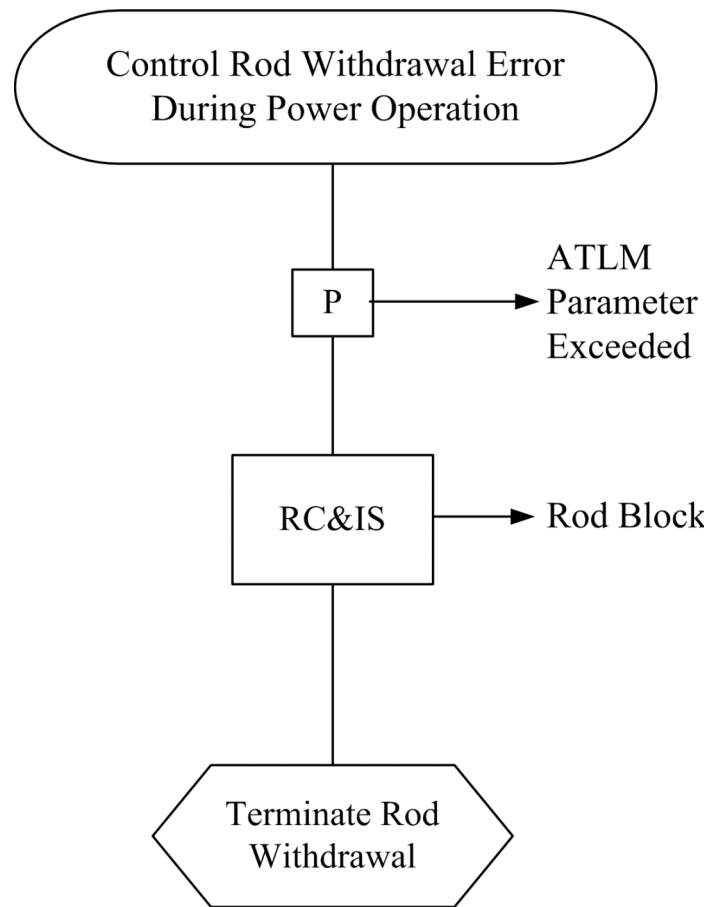 Control Rod Withdrawal Error
During Power Operation
P
ATLM
Parameter
Exceeded
RC&IS
Rod Block
Terminate Rod
Withdrawal